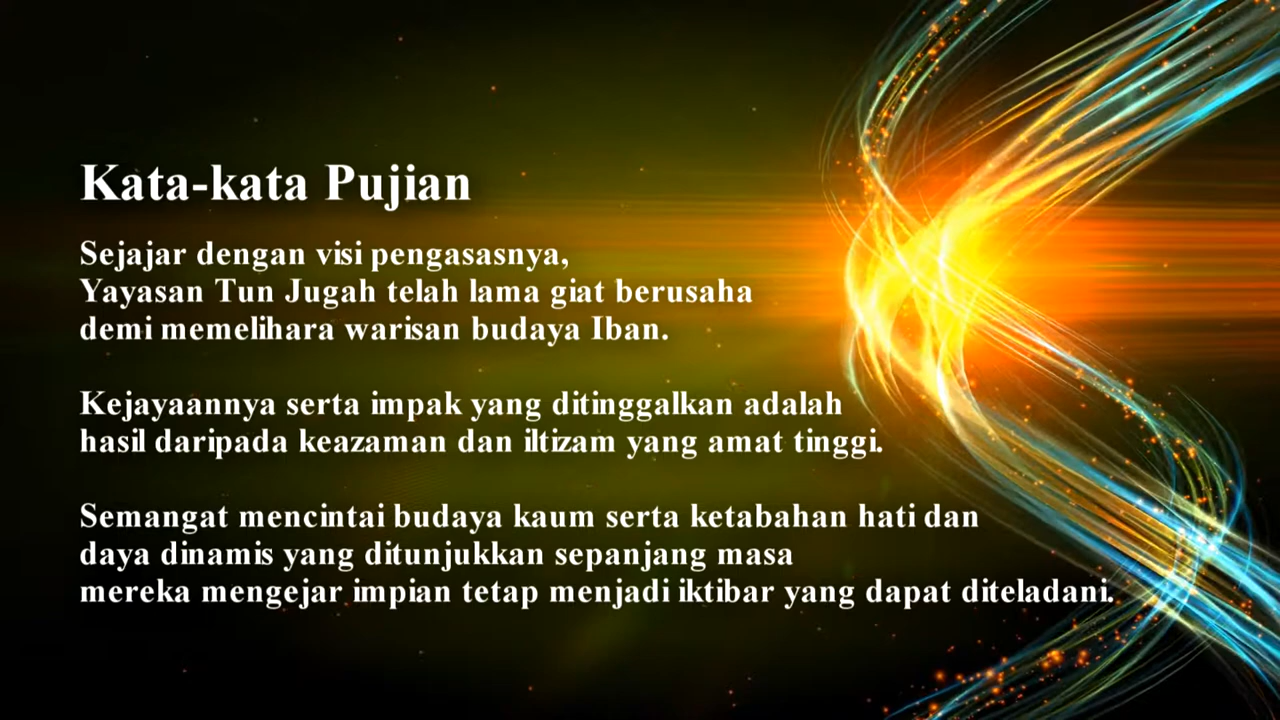 Kata-kata Pujian
Sejajar dengan visi pengasasnya,
Yayasan Tun Jugah telah lama giat berusaha
demi memelihara warisan budaya Iban.
Kejayaannya serta impak yang ditinggalkan adalah
hasil daripada keazaman dan iltizam yang amat tinggi.
Semangat mencintai budaya kaum serta ketabahan hati dan
daya dinamis yang ditunjukkan sepanjang masa
mereka mengejar impian tetap menjadi iktibar yang dapat diteladani.